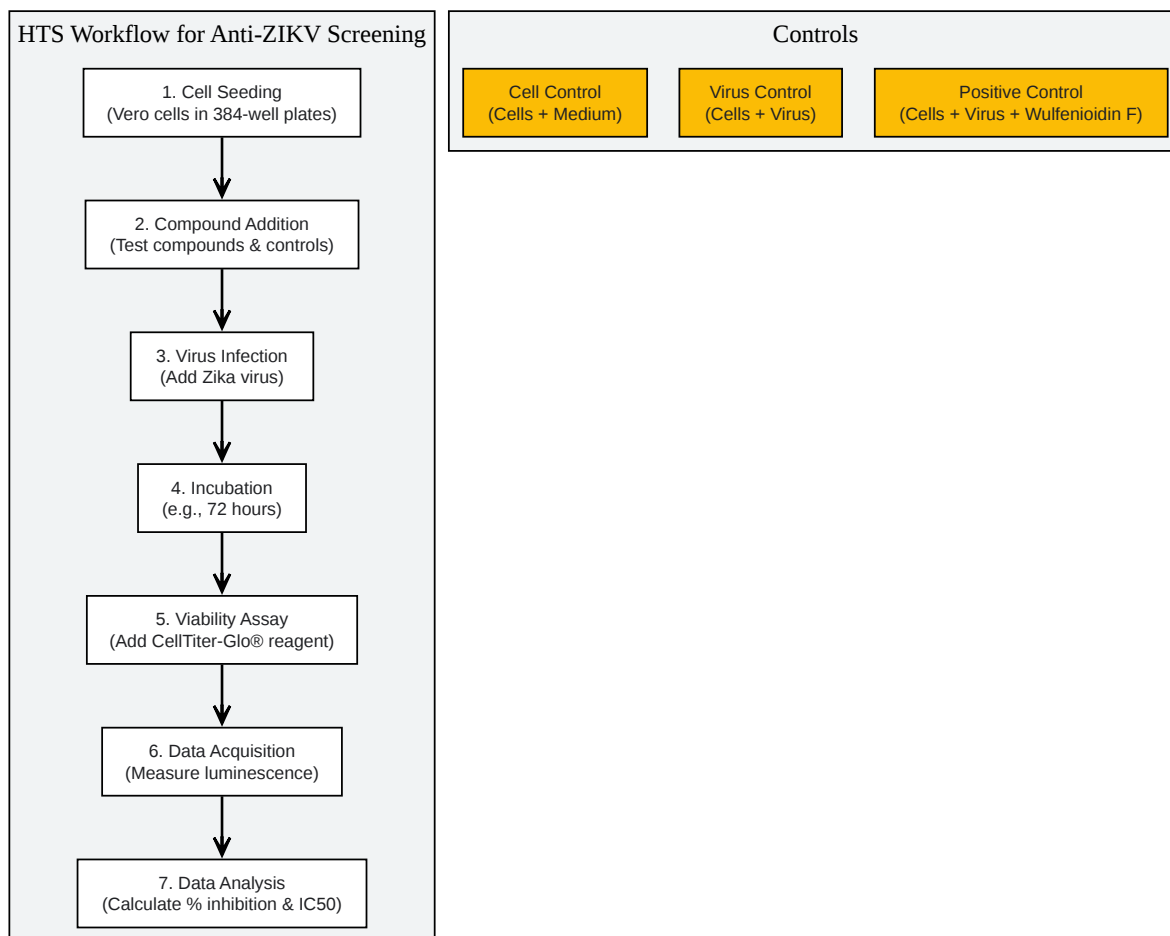 HTS Workflow for Anti-ZIKV Screening
1. Cell Seeding
(Vero cells in 384-well plates)
2. Compound Addition
(Test compounds & controls)
3. Virus Infection
(Add Zika virus)
4. Incubation
(e.g., 72 hours)
5. Viability Assay
(Add CellTiter-Glo® reagent)
6. Data Acquisition
(Measure luminescence)
7. Data Analysis
(Calculate % inhibition & IC50)
Controls
Cell Control
(Cells + Medium)
Virus Control
(Cells + Virus)
Positive Control
(Cells + Virus + Wulfenioidin F)